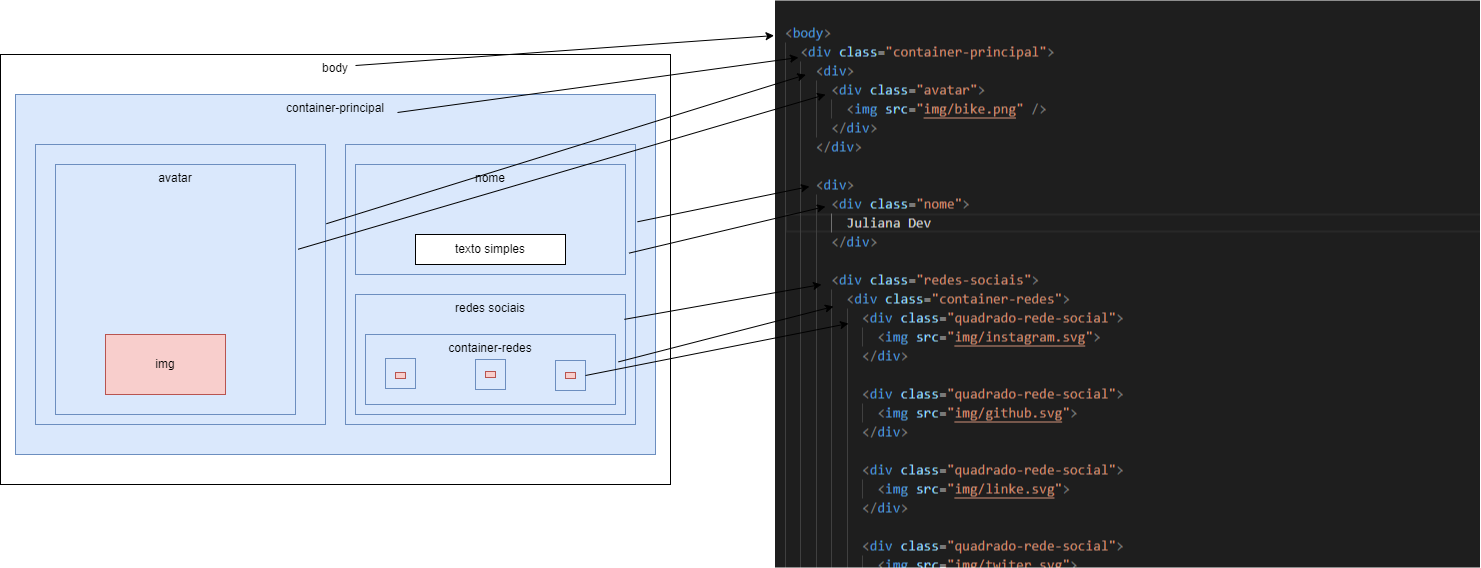 body
container-principal
avatar
img
nome
texto simples
redes sociais
container-redes
<body>
<div class="container-principal">
<div>
<div class="avatar">
<img src="img/bike.png" />
</div>
</div>
<div>
<div class="nome">
Juliana Dev
</div>
<div class="redes-sociais">
<div class="container-redes">
<div class="quadrado-rede-social">
<img src="img/instagram.svg">
</div>
<div class="quadrado-rede-social">
<img src="img/github.svg">
</div>
<div class="quadrado-rede-social">
<img src="img/linke.svg">
</div>
<div class="quadrado-rede-social">
<img src="img/twiter.svg">